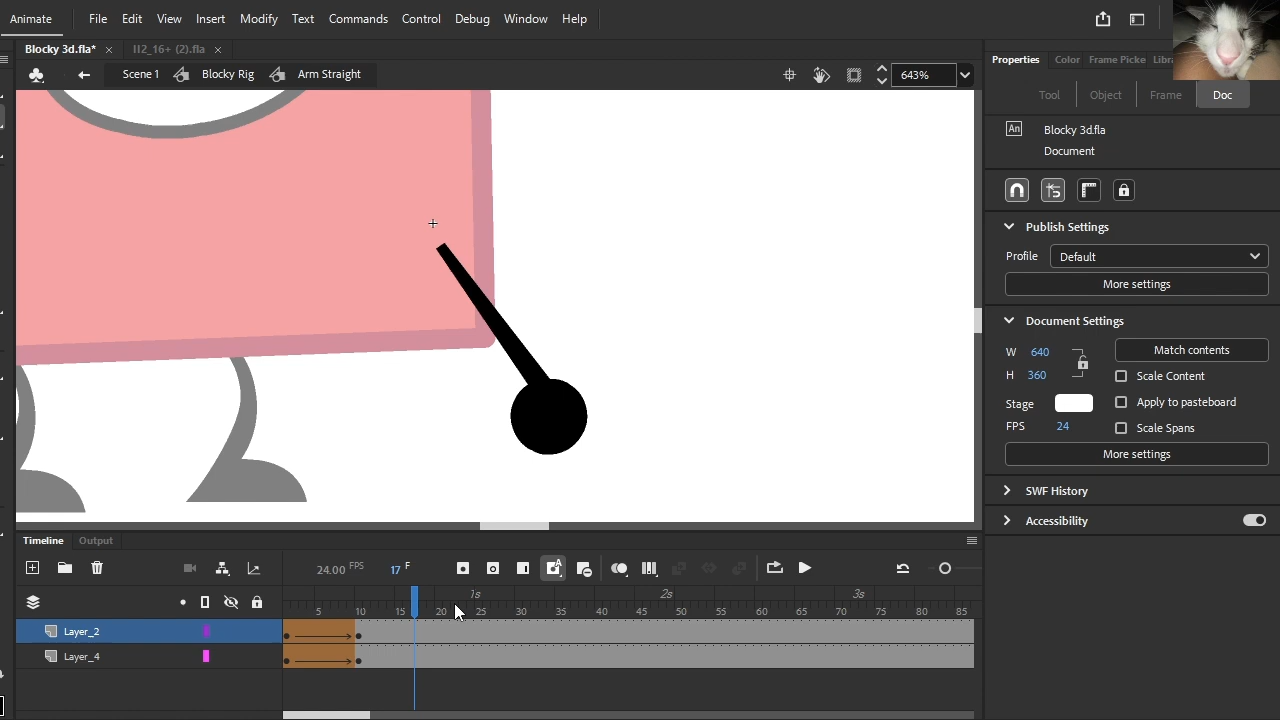 Animate File Edit View Insert Modify Text Commands Control Debug Window Help
Blocky 3d.fla* II2_16+ (2).fla
Scene 1 Blocky Rig Arm Straight 643%
Properties Color Frame Picke Libra
Tool Object Frame Doc
An Blocky 3d.fla
Document
Publish Settings
Profile Default
More settings
Document Settings
W 640 Match contents
H 360 Scale Content
Stage Apply to pasteboard
FPS 24 Scale Spans
More settings
SWF History
Accessibility
Timeline Output
24.00 FPS 17 F
1s 2s 3s
5 10 15 20 25 30 35 40 45 50 55 60 65 70 75 80 85
Layer_2
Layer_4